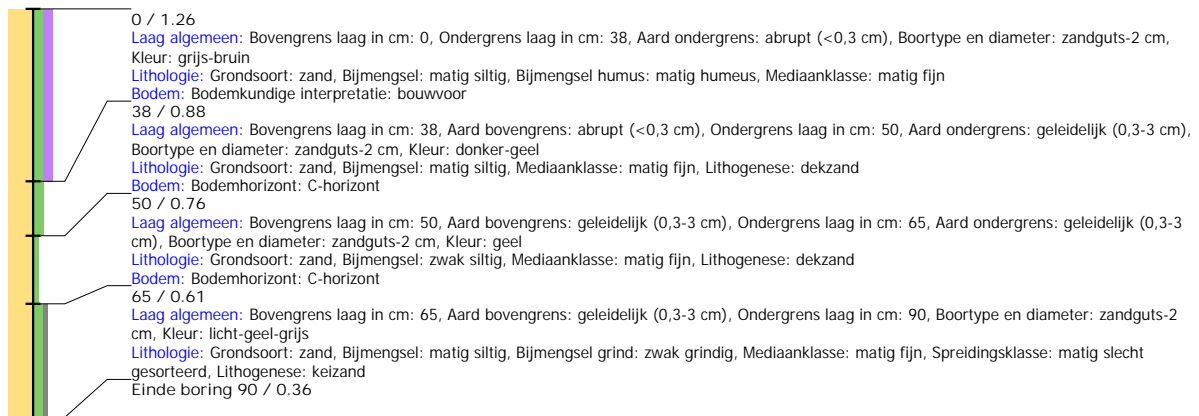 0 / 1.26
Laag algemeen: Bovengrens laag in cm: 0, Ondergrens laag in cm: 38, Aard ondergrens: abrupt (<0,3 cm), Boortype en diameter: zandguts-2 cm,
Kleur: grijs-bruin
Lithologie: Grondsoort: zand, Bijmengsel: matig siltig, Bijmengsel humus: matig humeus, Mediaanklasse: matig fijn
Bodem: Bodemkundige interpretatie: bouwvoor
38 / 0.88
Laag algemeen: Bovengrens laag in cm: 38, Aard bovengrens: abrupt (<0,3 cm), Ondergrens laag in cm: 50, Aard ondergrens: geleidelijk (0,3-3 cm),
Boortype en diameter: zandguts-2 cm, Kleur: donker-geel
Lithologie: Grondsoort: zand, Bijmengsel: matig siltig, Mediaanklasse: matig fijn, Lithogenese: dekzand
Bodem: Bodemhorizont: C-horizont
50 / 0.76
Laag algemeen: Bovengrens laag in cm: 50, Aard bovengrens: geleidelijk (0,3-3 cm), Ondergrens laag in cm: 65, Aard ondergrens: geleidelijk (0,3-3
cm), Boortype en diameter: zandguts-2 cm, Kleur: geel
Lithologie: Grondsoort: zand, Bijmengsel: zwak siltig, Mediaanklasse: matig fijn, Lithogenese: dekzand
Bodem: Bodemhorizont: C-horizont
65 / 0.61
Laag algemeen: Bovengrens laag in cm: 65, Aard bovengrens: geleidelijk (0,3-3 cm), Ondergrens laag in cm: 90, Boortype en diameter: zandguts-2
cm, Kleur: licht-geel-grijs
Lithologie: Grondsoort: zand, Bijmengsel: matig siltig, Bijmengsel grind: zwak grindig, Mediaanklasse: matig fijn, Spreidingsklasse: matig slecht
gesorteerd, Lithogenese: keizand
Einde boring 90 / 0.36